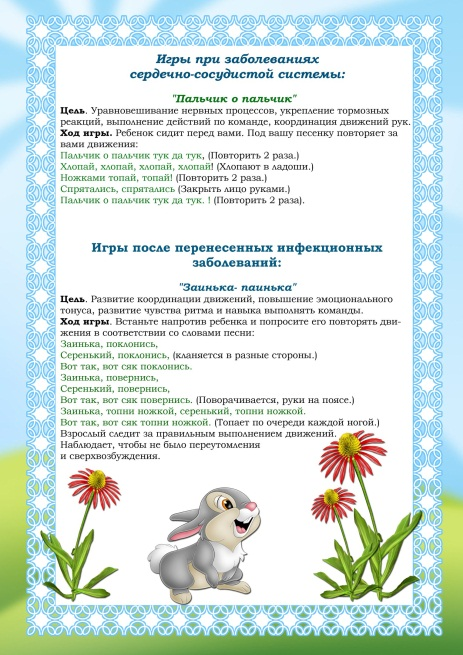 Игры при заболеваниях
сердечно-сосудистой системы:
"Пальчик о пальчик"
Цель. Уравновешивание нервных процессов, укрепление тормозных
реакций, выполнение действий по команде, координация движений рук.
Ход игры. Ребенок сидит перед вами. Под вашу песенку повторяет за
вами движения:
Пальчик о пальчик тук да тук, (Повторить 2 раза.)
Хлопай, хлопай, хлопай, хлопай! (Хлопают в ладоши.)
Ножками топай, топай! (Повторить 2 раза.)
Спрятались, спрятались (Закрыть лицо руками.)
Пальчик о пальчик тук да тук. ! (Повторить 2 раза).
Игры после перенесенных инфекционных
заболеваний:
"Заинька- паинька"
Цель. Развитие координации движений, повышение эмоционального
тонуса, развитие чувства ритма и навыка выполнять команды.
Ход игры. Встаньте напротив ребенка и попросите его повторять дви-
жения в соответствии со словами песни:
Заинька, поклонись,
Серенький, поклонись, (кланяется в разные стороны.)
Вот так, вот сяк поклонись.
Заинька, повернись,
Серенький, повернись,
Вот так, вот сяк повернись. (Поворачивается, руки на поясе.)
Заинька, топни ножкой, серенький, топни ножкой.
Вот так, вот сяк топни ножкой. (Топает по очереди каждой ногой.)
Взрослый следит за правильным выполнением движений.
Наблюдает, чтобы не было переутомления
и сверхвозбуждения.